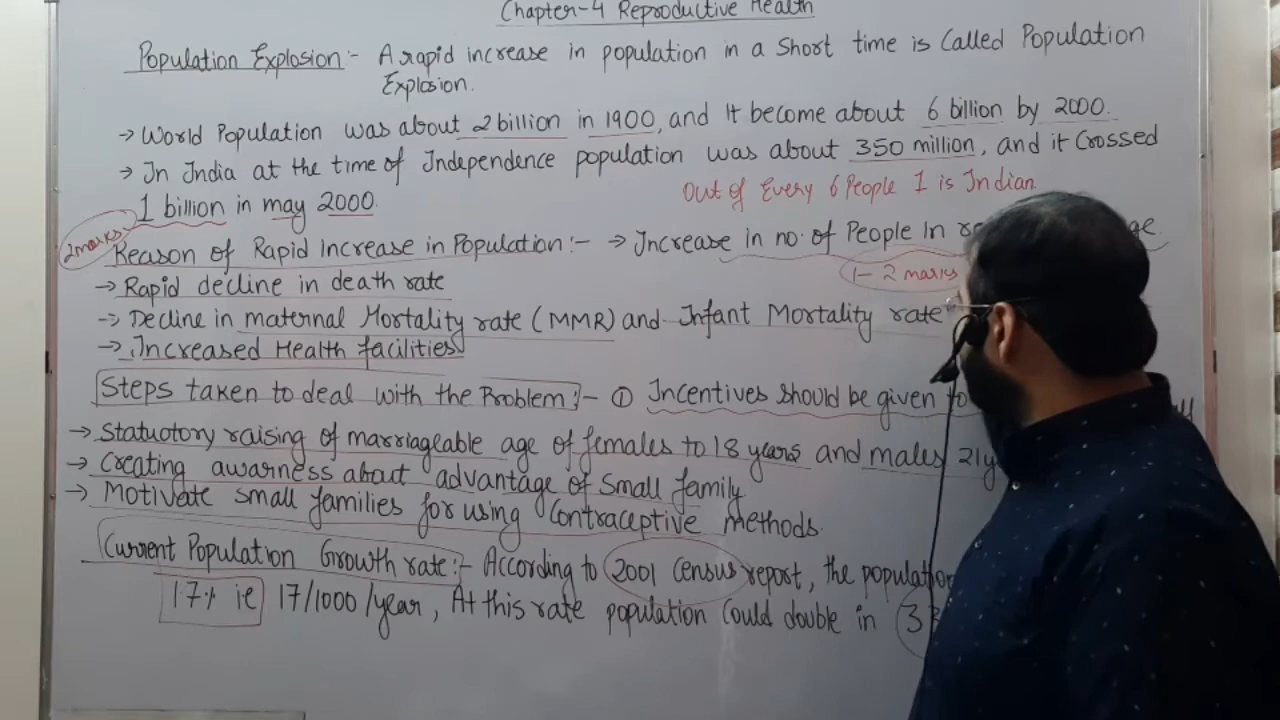 Chapter-4 Reproductive Health
Population Explosion:- A rapid increase in population in a Short time is Called Population
Explosion.
→ World Population was about 2 billion in 1900, and It become about 6 billion by 2000.
→ In India at the time of Independence population was about 350 million, and it Crossed
1 billion in may 2000.
Out of Every 6 People 1 is Indian
2 marks
Reason of Rapid Increase in Population:- → Increase in no. of People In
1-2 marks
→ Rapid decline in death rate
→ Decline in maternal Mortality rate (MMR) and Infant Mortality rate
→ Increased Health facilities
Steps taken to deal with the Problem:- ① Incentives should be given to
→ Statuotory raising of marriageable age of females to 18 years and males 21
→ Creating awarness about advantage of Small family
→ Motivate small families for using Contraceptive methods.
Current Population Growth rate:- According to 2001 Census report, the
1.7% ie 17/1000/year, At this rate population Could double in 3